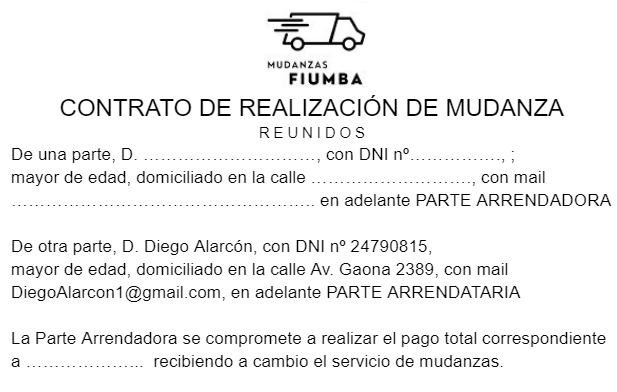 MUDANZAS
FIUMBA
CONTRATO DE REALIZACIÓN DE MUDANZA
REUNIDOS
De una parte, D. …………………………, con DNI nº……………., ;
mayor de edad, domiciliado en la calle ………………………., con mail
…………………………………………….. en adelante PARTE ARRENDADORA
De otra parte, D. Diego Alarcón, con DNI nº 24790815,
mayor de edad, domiciliado en la calle Av. Gaona 2389, con mail
DiegoAlarcon1@gmail.com, en adelante PARTE ARRENDATARIA
La Parte Arrendadora se compromete a realizar el pago total correspondiente
a ……………….. recibiendo a cambio el servicio de mudanzas.